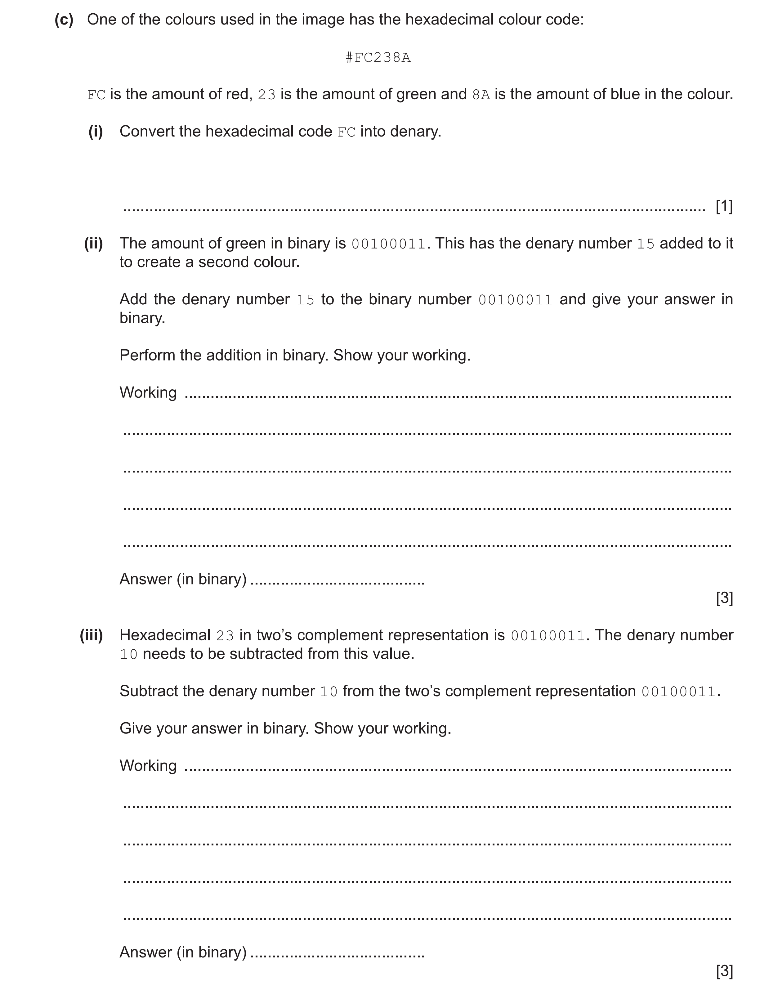 (c) One of the colours used in the image has the hexadecimal colour code:
#FC238A
FC is the amount of red, 23 is the amount of green and 8A is the amount of blue in the colour.
(i) Convert the hexadecimal code FC into denary.
.......................................................................................................................................... [1]
(ii) The amount of green in binary is 00100011. This has the denary number 15 added to it
to create a second colour.
Add the denary number 15 to the binary number 00100011 and give your answer in
binary.
Perform the addition in binary. Show your working.
Working ..................................................................................................................................
................................................................................................................................................
................................................................................................................................................
................................................................................................................................................
................................................................................................................................................
Answer (in binary) ........................................
[3]
(iii) Hexadecimal 23 in two’s complement representation is 00100011. The denary number
10 needs to be subtracted from this value.
Subtract the denary number 10 from the two’s complement representation 00100011.
Give your answer in binary. Show your working.
Working ..................................................................................................................................
................................................................................................................................................
................................................................................................................................................
................................................................................................................................................
................................................................................................................................................
Answer (in binary) ........................................
[3]